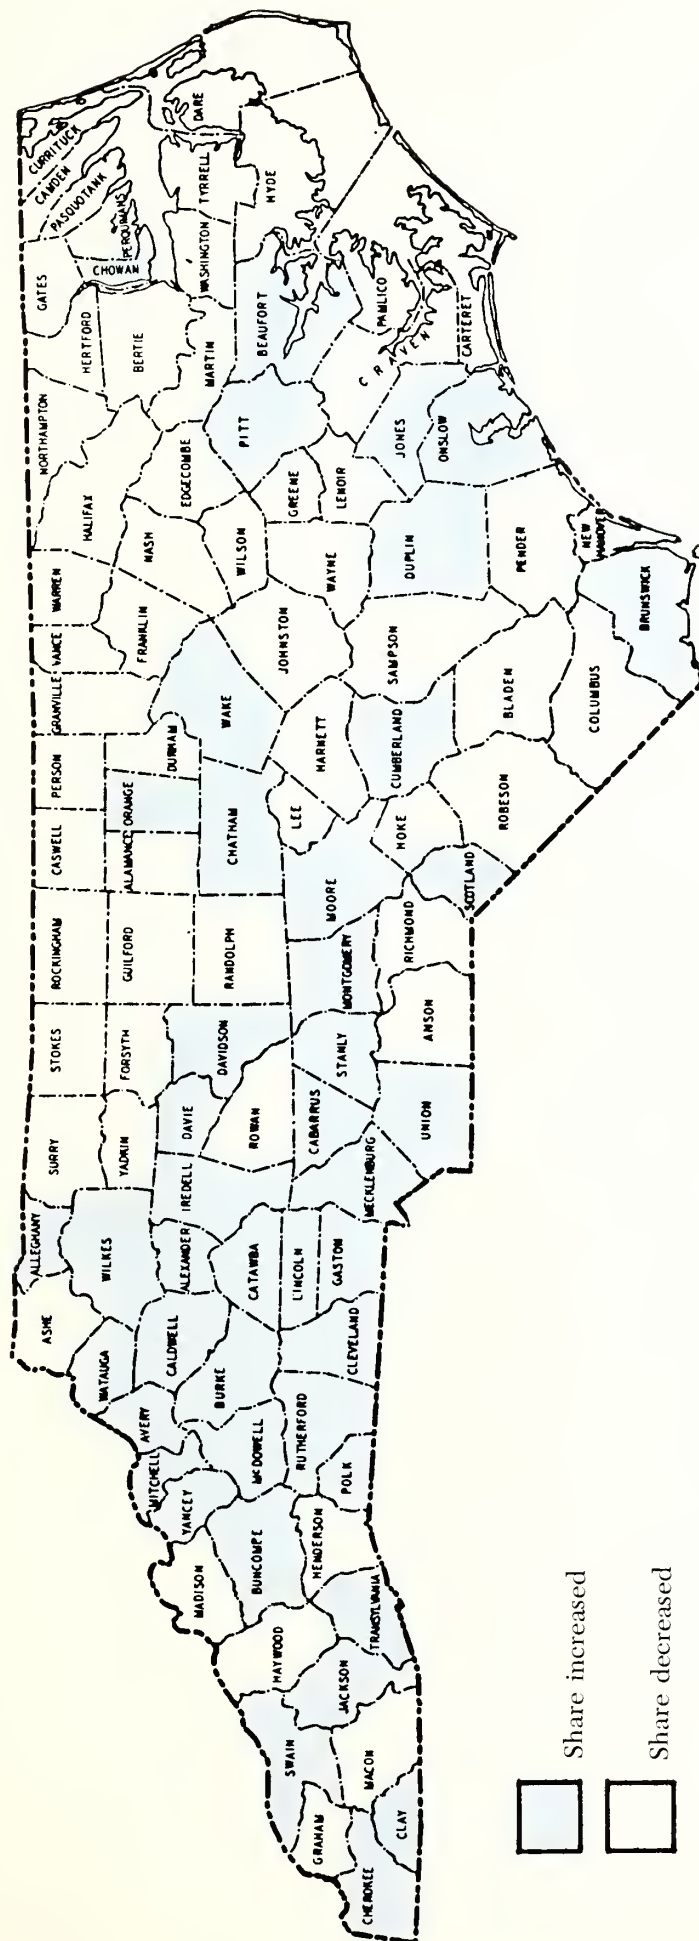 CHEROKEE
GRAHAM
CLAY
SWAIN
MACON
JACKSON
HAYWOOD
TRANSYLVANIA
MADISON
BUNCOMPE
HENDERSON
YANCEY
MITCHELL
AVERY
McDOWELL
RUTHERFORD
POLK
ASHE
WATAUGA
CALDWELL
BURKE
CLEVELAND
ALLEGHANY
WILKES
ALEXANDER
CATAWBA
LINCOLN
GASTON
SURRY
YADKIN
IREDELL
DAVIE
ROWAN
CABARRUS
MECKLENBURG
STOKES
FORSYTH
DAVIDSON
STANLY
UNION
ROCKINGHAM
GUILFORD
RANDOLPH
MONTGOMERY
ANSON
CASWELL
ALAMANCE
ORANGE
CHATHAM
MOORE
RICHMOND
PERSON
DURHAM
LEE
HOKE
SCOTLAND
GRANVILLE
VANCE
WARREN
FRANKLIN
WAKE
HARNETT
CUMBERLAND
ROBESON
JOHNSTON
SAMPSON
BLADEN
COLUMBUS
NORTHAMPTON
HALIFAX
NASH
WILSON
WAYNE
DUPLIN
PENDER
NEW
HANOVER
BRUNSWICK
EDGECOMBE
GREENE
LENOIR
JONES
ONSLOW
GATES
HERTFORD
BERTIE
MARTIN
PITT
BEAUFORT
CRAVEN
PAMLICO
CARTERET
CURRITUCK
CAMDEN
PASQUOTANK
PERQUIMANS
CHOWAN
WASHINGTON
TYRRELL
DARE
HYDE
Share increased
Share decreased